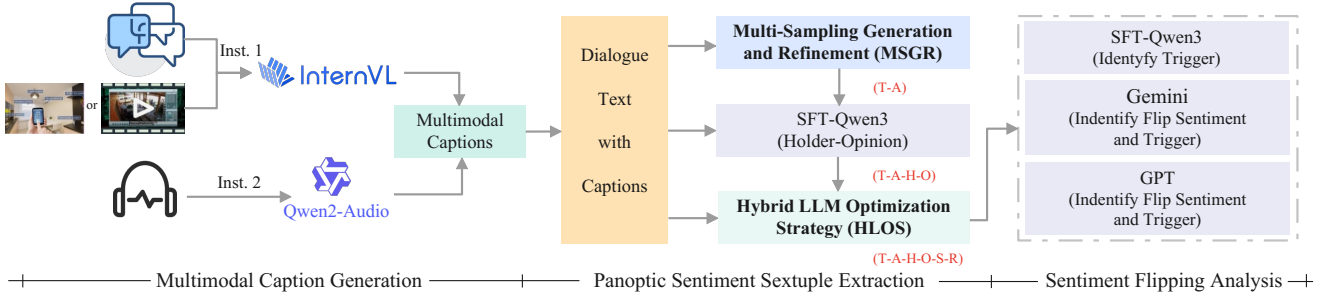 Inst. 1
InternVL
or
Inst. 2
Qwen2-Audio
Multimodal
Captions
Dialogue
Text
with
Captions
Multi-Sampling Generation
and Refinement (MSGR)
(T-A)
SFT-Qwen3
(Holder-Opinion)
(T-A-H-O)
Hybrid LLM Optimization
Strategy (HLOS)
(T-A-H-O-S-R)
SFT-Qwen3
(Identyfy Trigger)
Gemini
(Indentify Flip Sentiment
and Trigger)
GPT
(Indentify Flip Sentiment
and Trigger)
Multimodal Caption Generation
Panoptic Sentiment Sextuple Extraction
Sentiment Flipping Analysis